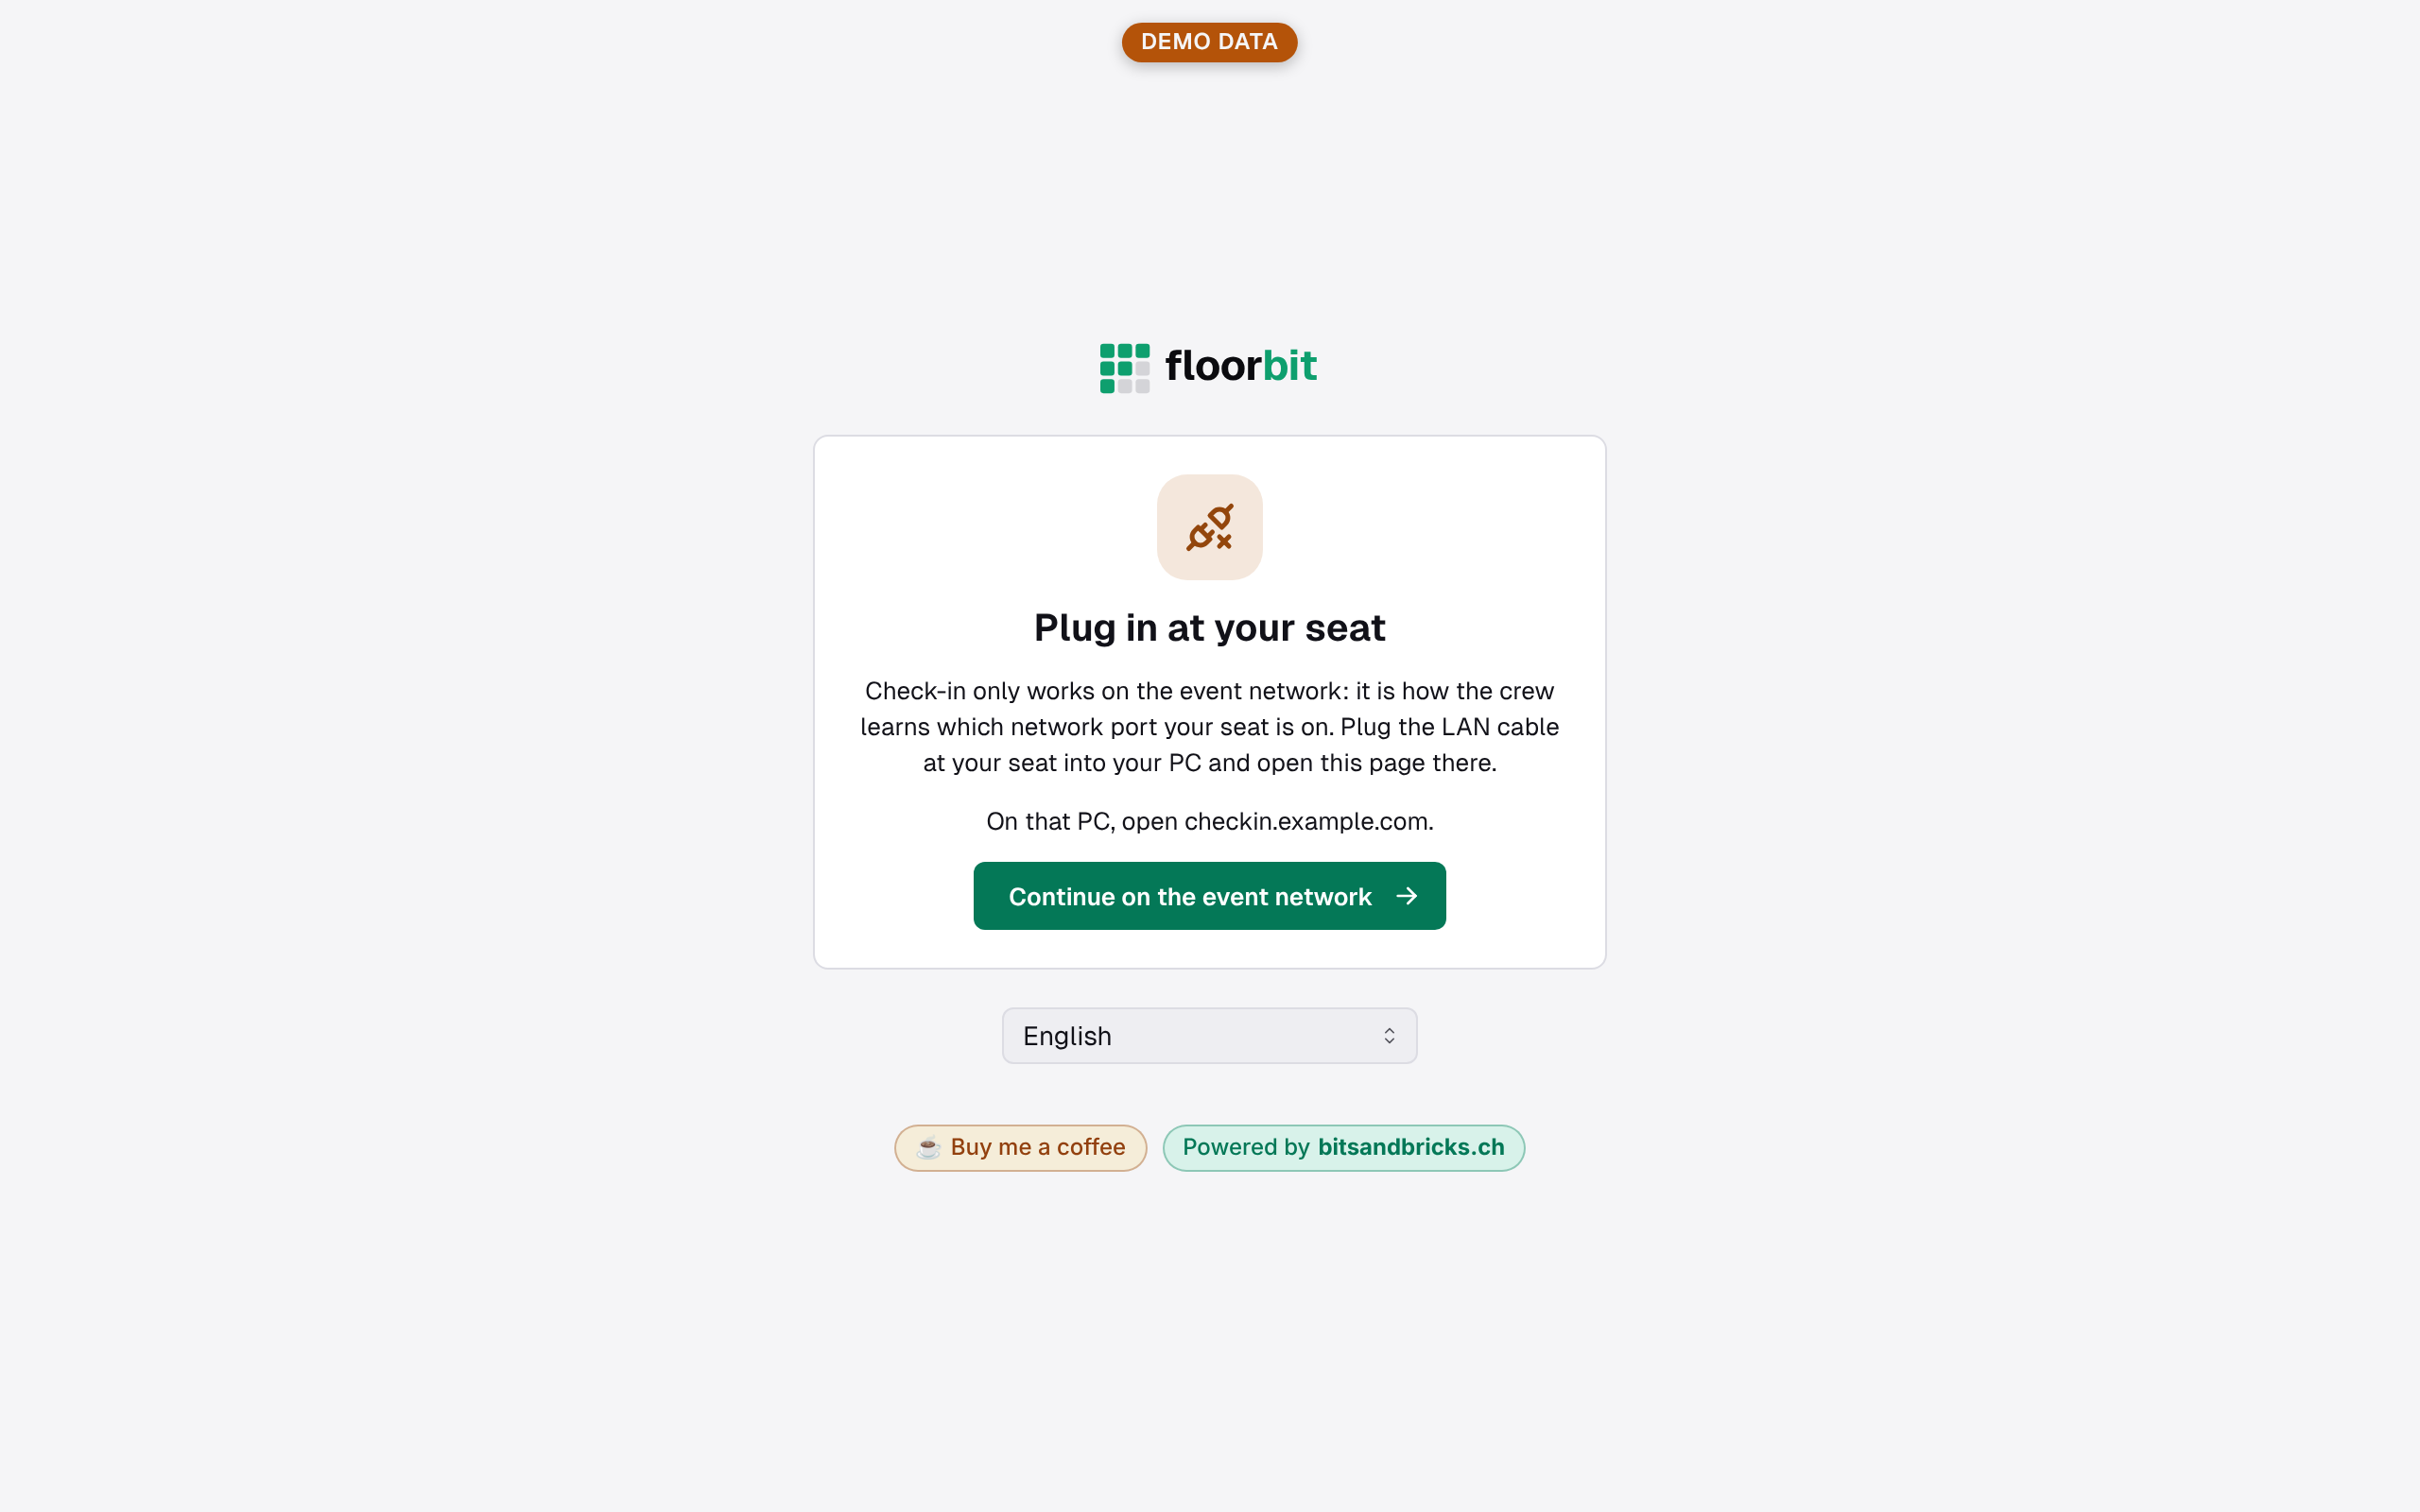 DEMO DATA
floorbit
Plug in at your seat
Check-in only works on the event network: it is how the crew
learns which network port your seat is on. Plug the LAN cable
at your seat into your PC and open this page there.
On that PC, open checkin.example.com.
Continue on the event network
English
Buy me a coffee
Powered by bitsandbricks.ch